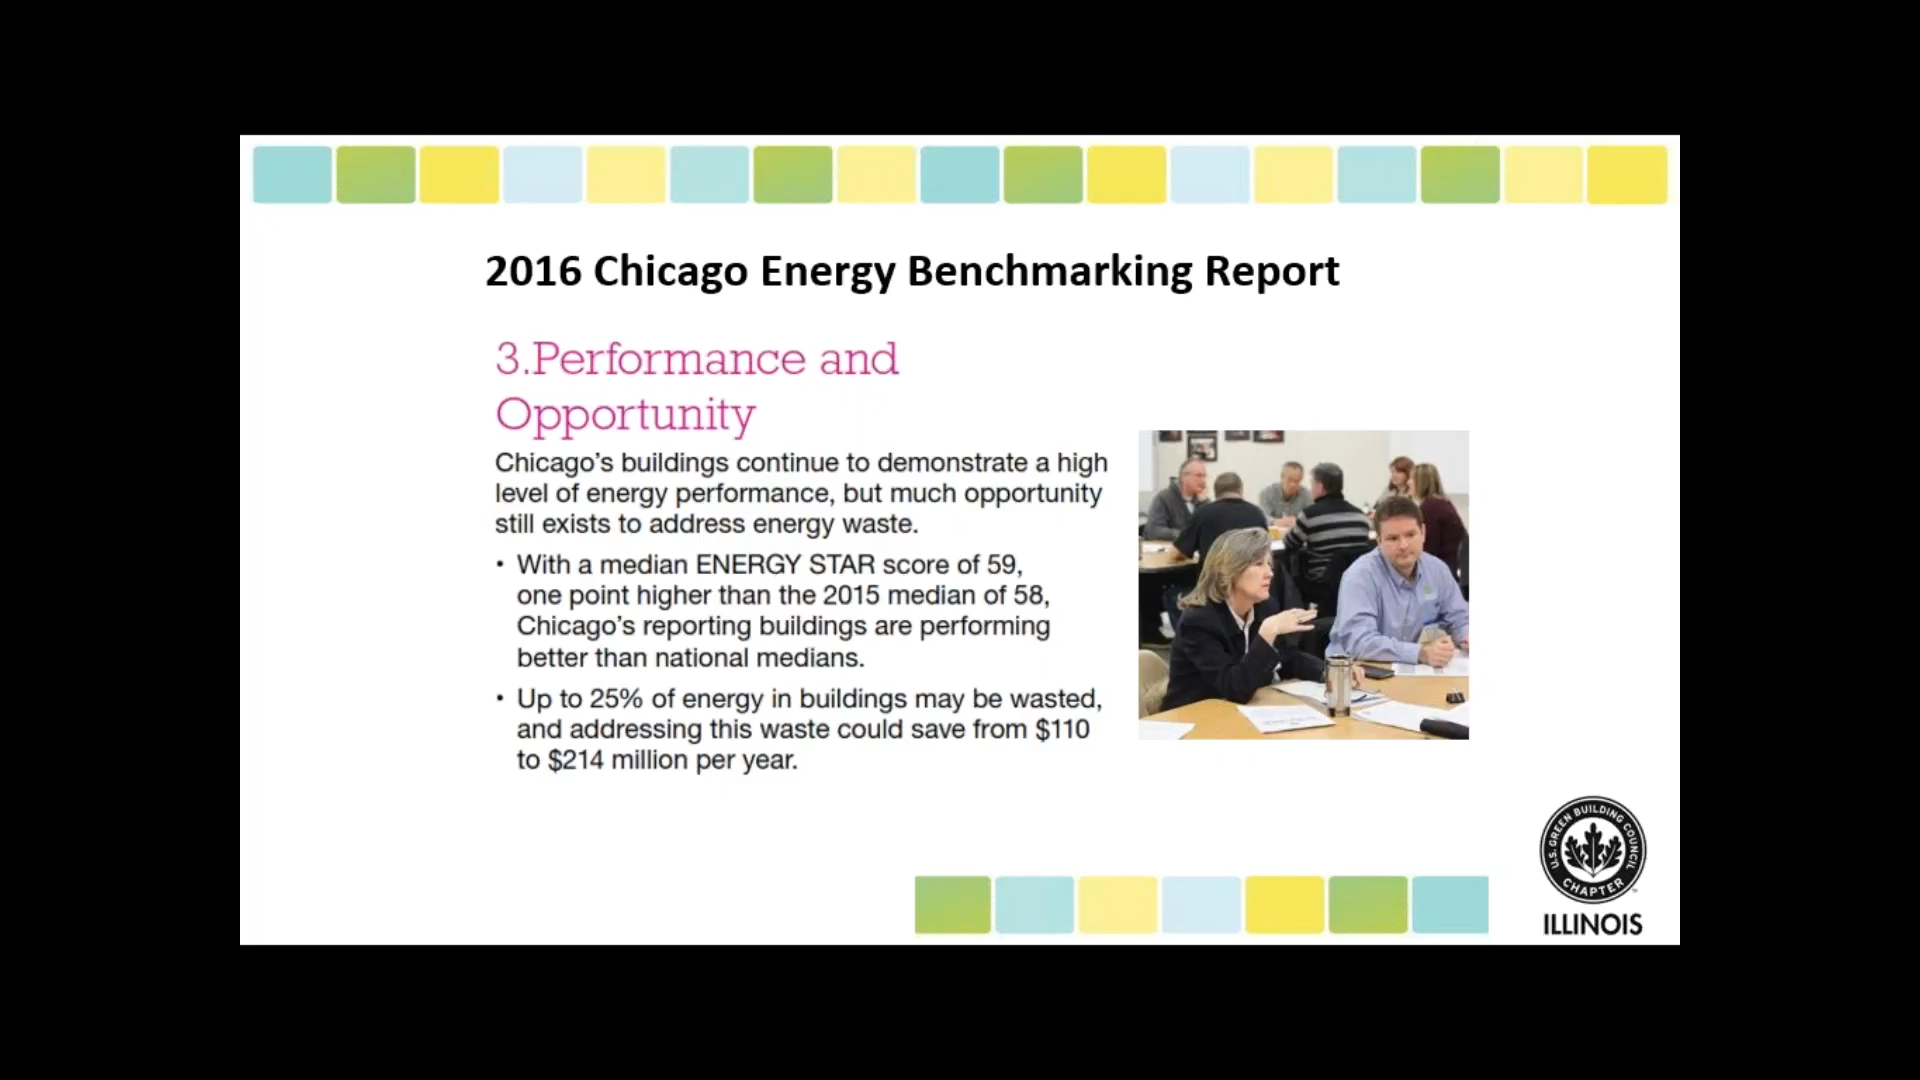 2016 Chicago Energy Benchmarking Report
3.Performance and
Opportunity
Chicago’s buildings continue to demonstrate a high
level of energy performance, but much opportunity
still exists to address energy waste.
• With a median ENERGY STAR score of 59,
one point higher than the 2015 median of 58,
Chicago’s reporting buildings are performing
better than national medians.
• Up to 25% of energy in buildings may be wasted,
and addressing this waste could save from $110
to $214 million per year.
U.S. GREEN BUILDING COUNCIL
CHAPTER
ILLINOIS